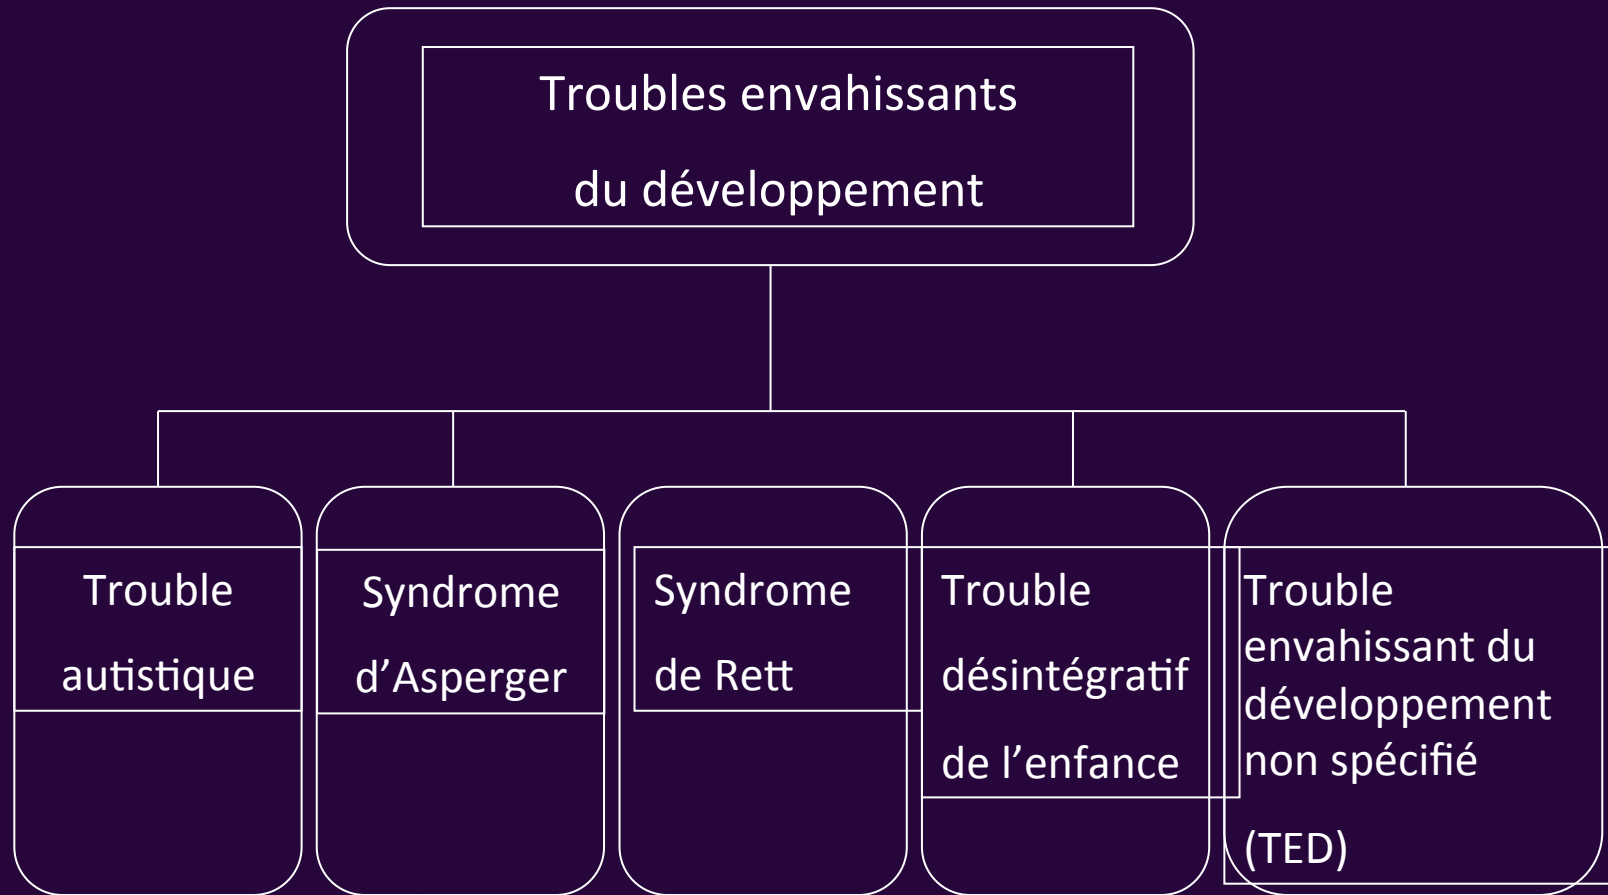 Troubles envahissants
du développement
Trouble
autistique
Syndrome
d’Asperger
Syndrome
de Rett
Trouble
désintégratif
de l’enfance
Trouble
envahissant du
développement
non spécifié
(TED)